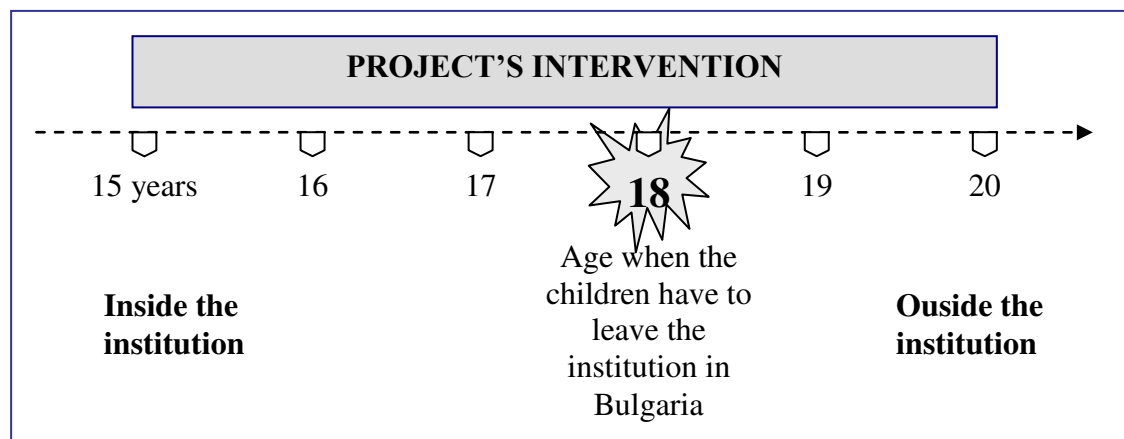 PROJECT’S INTERVENTION
15 years 16 17 18 19 20
Age when the
children have to
leave the
institution in
Bulgaria
Inside the
institution
Ouside the
institution